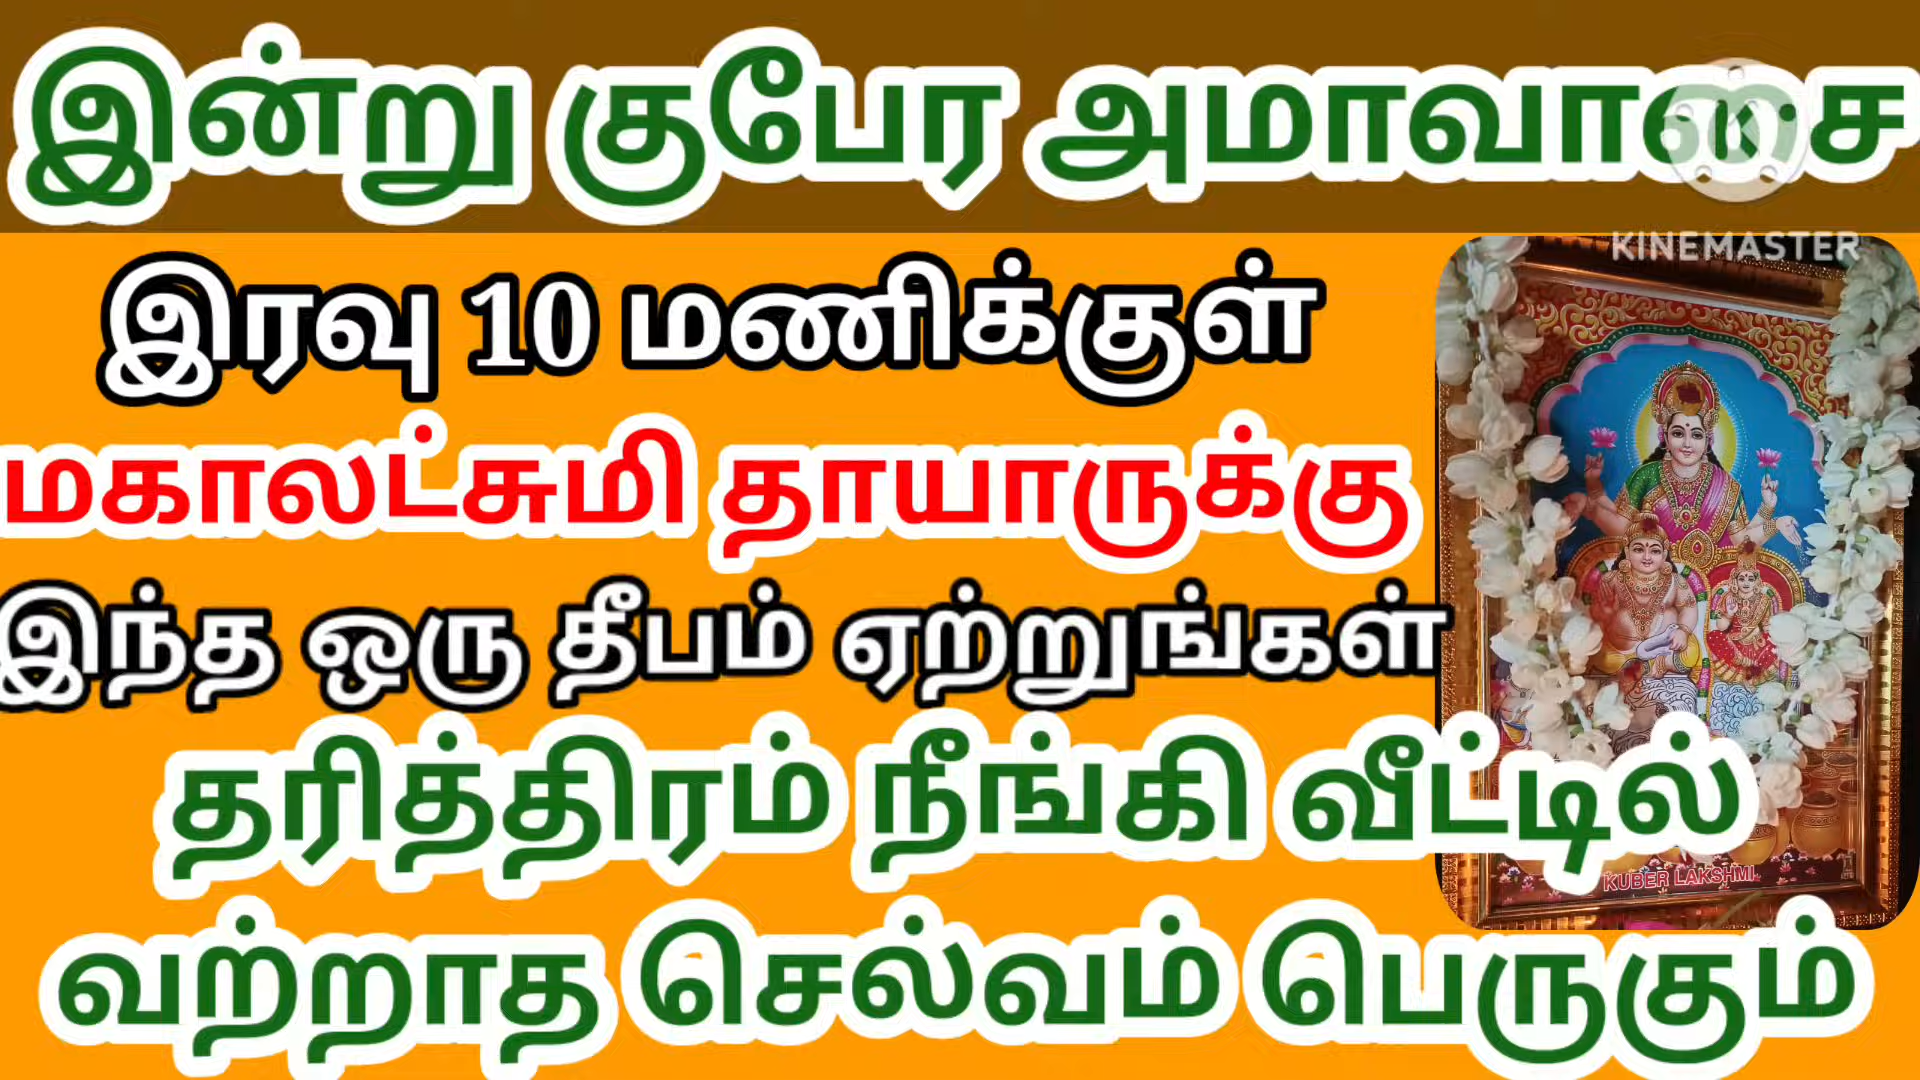 இன்று குபேர அமாவாசை
KINEMASTER
இரவு 10 மணிக்குள்
மகாலட்சுமி தாயாருக்கு
இந்த ஒரு தீபம் ஏற்றுங்கள்
தரித்திரம் நீங்கி வீட்டில்
KUBER LAKSHMI
வற்றாத செல்வம் பெருகும்